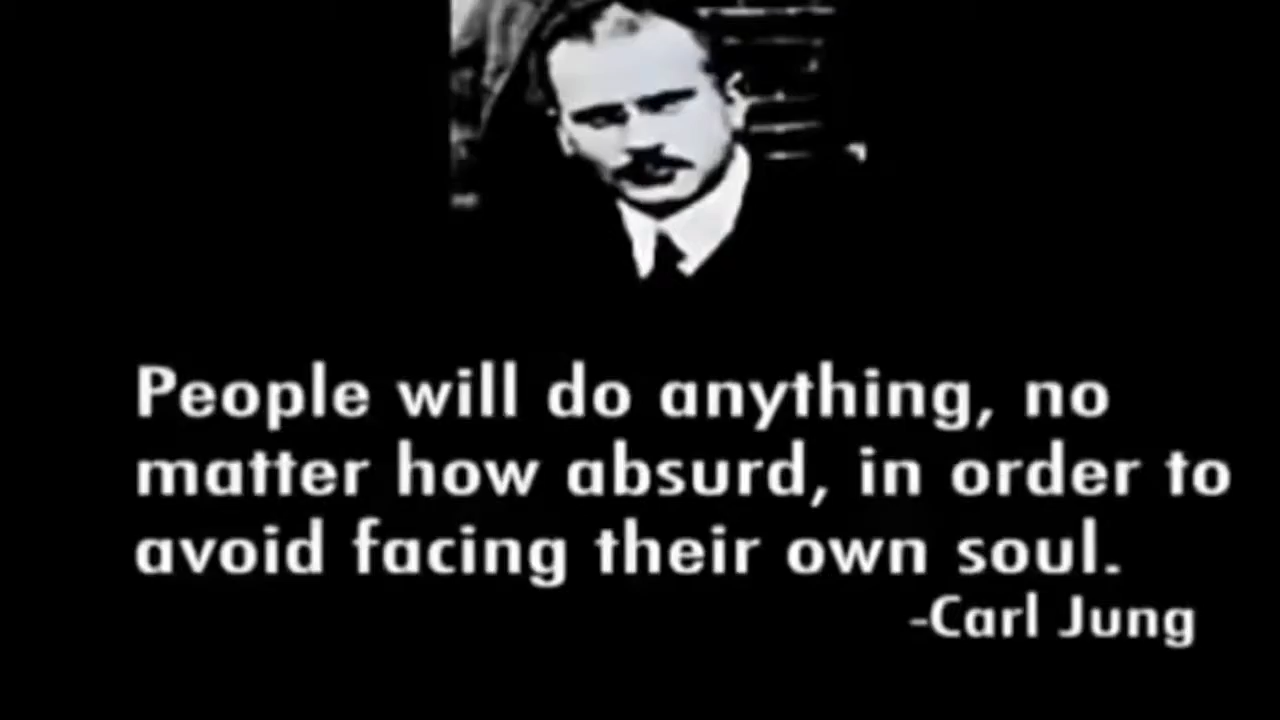 People will do anything, no
matter how absurd, in order to
avoid facing their own soul.
-Carl Jung